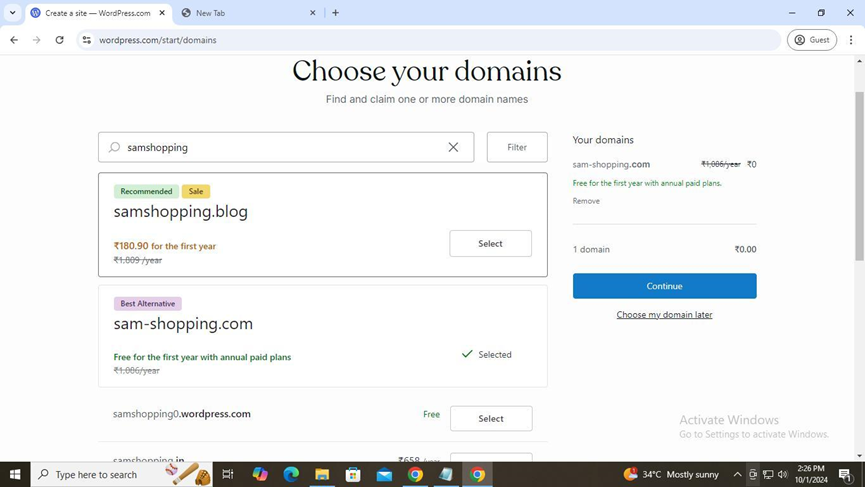 Create a site — WordPress.com
New Tab
wordpress.com/start/domains
Guest
Choose your domains
Find and claim one or more domain names
samshopping
Filter
Recommended
Sale
samshopping.blog
₹180.90 for the first year
₹1,809 /year
Select
Best Alternative
sam-shopping.com
Free for the first year with annual paid plans
₹1,086/year
Selected
samshopping0.wordpress.com
Free
Select
samshopping.in
₹658 /year
Your domains
sam-shopping.com
₹1,086/year ₹0
Free for the first year with annual paid plans.
Remove
1 domain
₹0.00
Continue
Choose my domain later
Activate Windows
Go to Settings to activate Windows.
Type here to search
34°C Mostly sunny
2:26 PM
10/1/2024
1